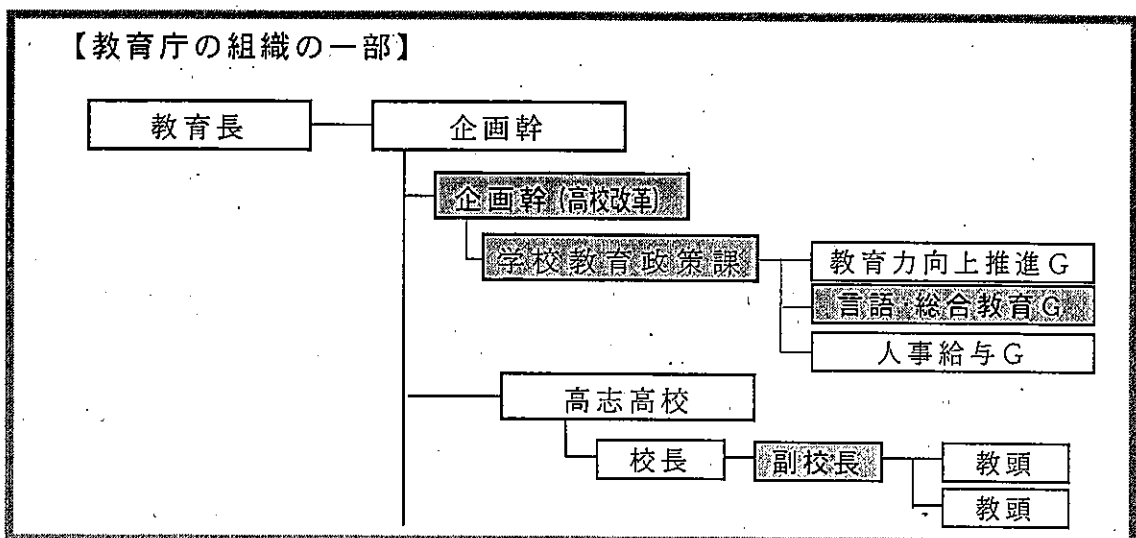 【教育庁の組織の一部】
教育長
企画幹
企画幹(高校改革)
学校教育政策課
教育力向上推進G
言語・総合教育G
人事給与G
高志高校
校長
副校長
教頭
教頭